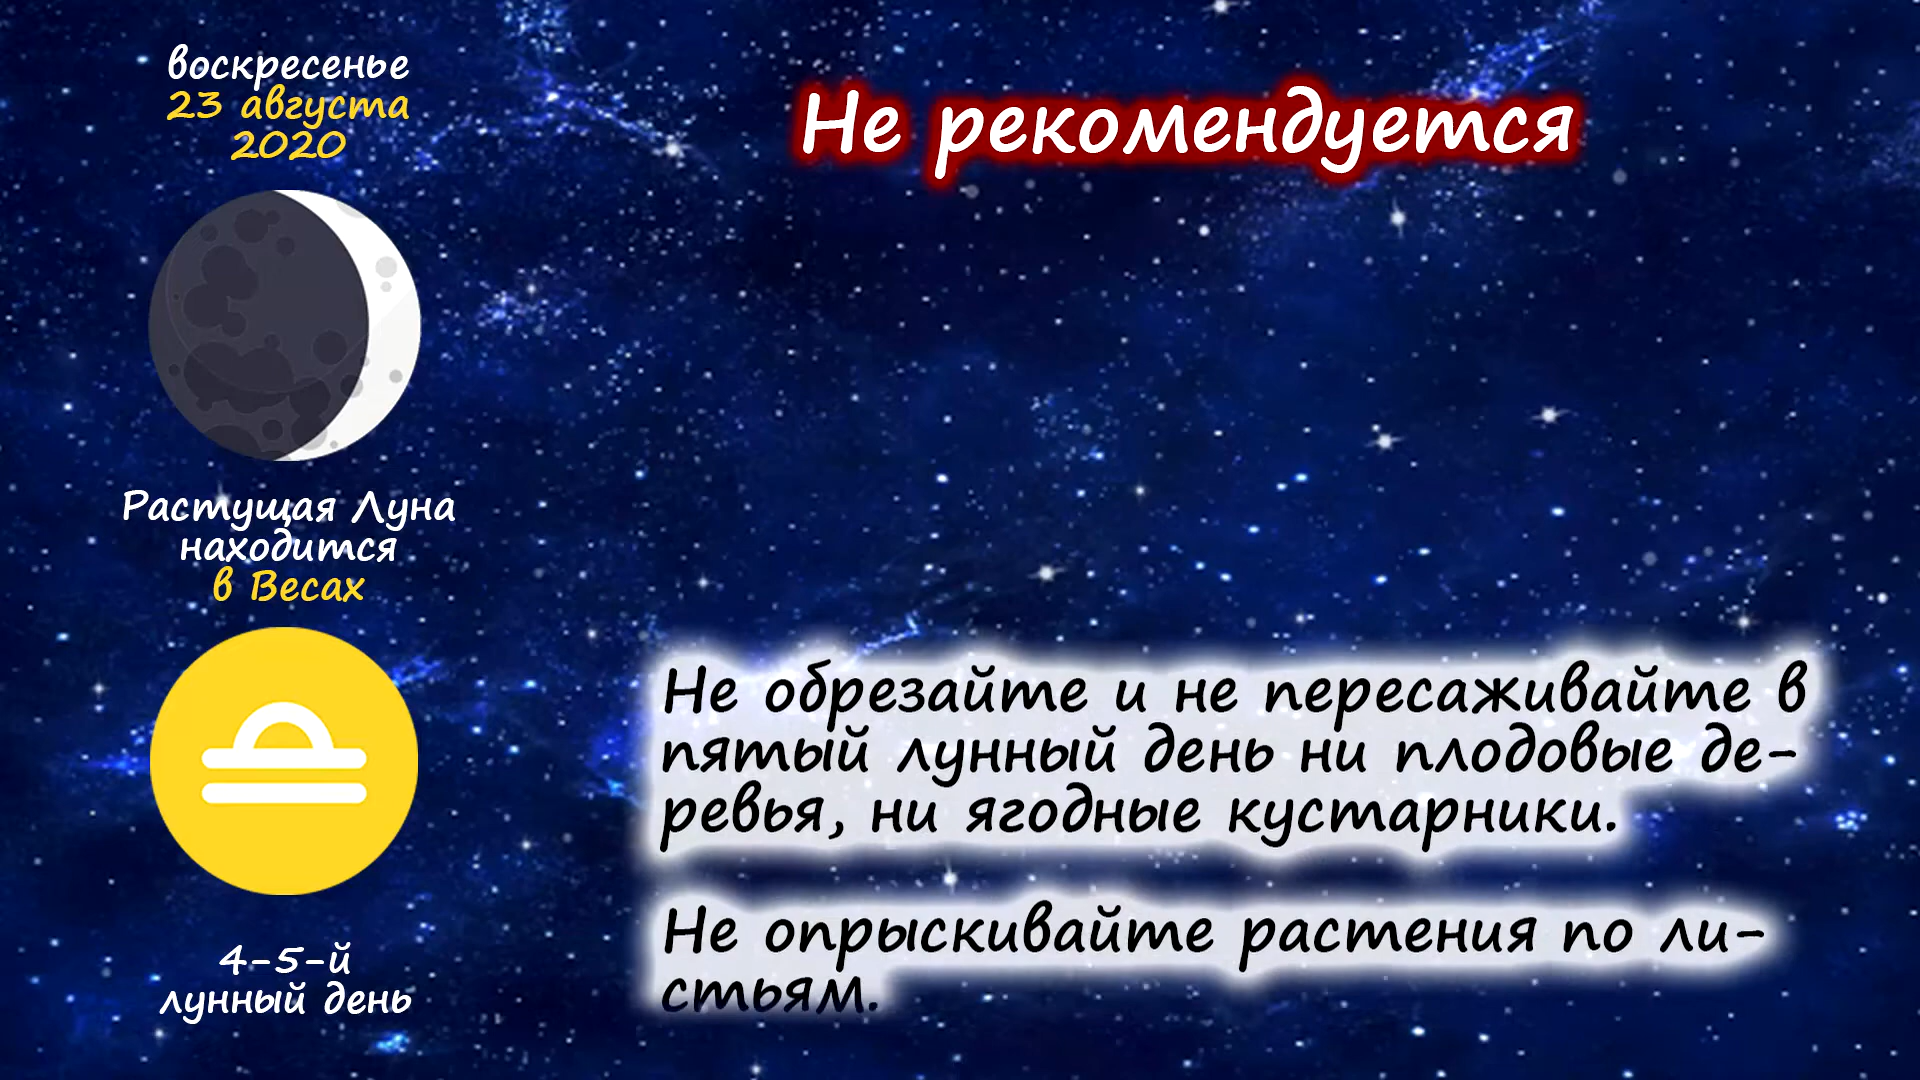 воскресенье
23 августа
2020
Растущая Луна
находится
в Весах
4-5-й
лунный день
Не рекомендуется
Не обрезайте и не пересаживайте в
пятый лунный день ни плодовые де-
ревья, ни ягодные кустарники.
Не опрыскивайте растения по ли-
стьям.